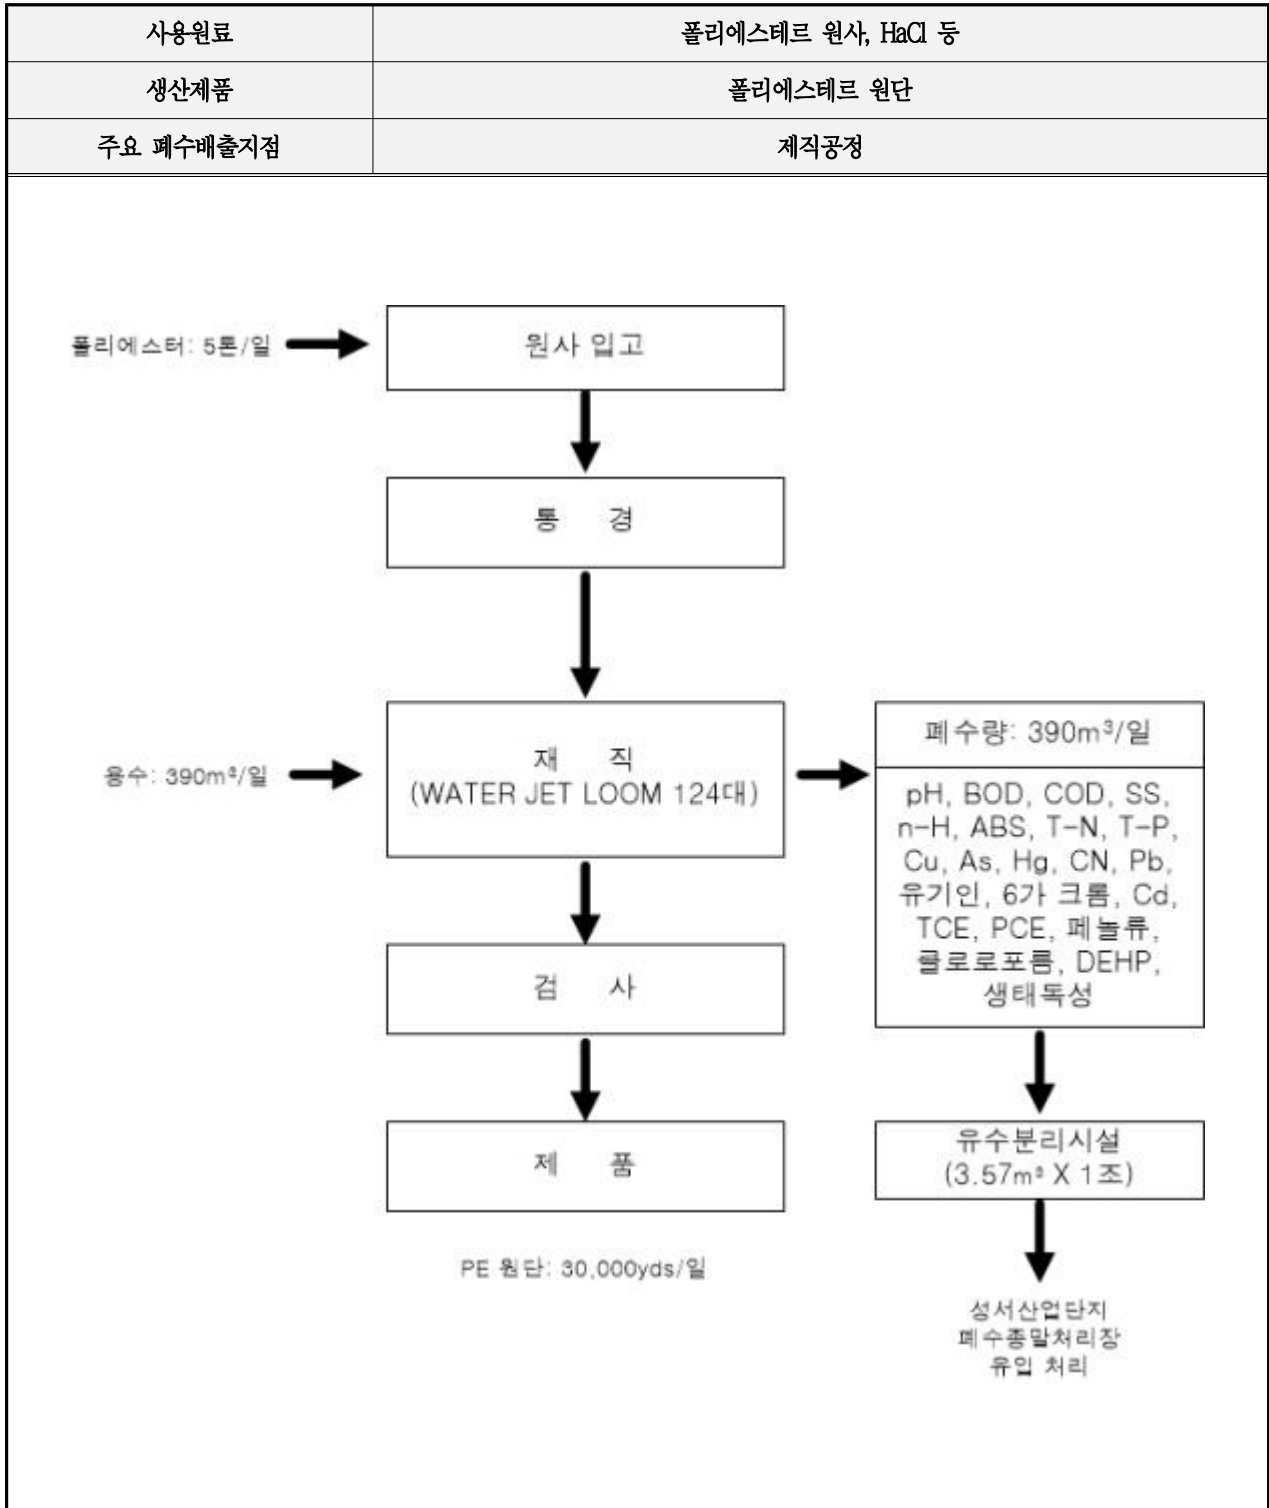 사용원료 폴리에스테르 원사, HaCl 등
생산제품 폴리에스테르 원단
주요 폐수배출지점 제직공정
폴리에스터: 5톤/일
원사 입고
통 경
용수: 390m³/일
재 직
(WATER JET LOOM 124대)
폐수량: 390m³/일
pH, BOD, COD, SS,
n-H, ABS, T-N, T-P,
Cu, As, Hg, CN, Pb,
유기인, 6가 크롬, Cd,
TCE, PCE, 페놀류,
클로로포름, DEHP,
생태독성
검 사
제 품
유수분리시설
(3.57m³ X 1조)
PE 원단: 30,000yds/일
성서산업단지
폐수종말처리장
유입 처리